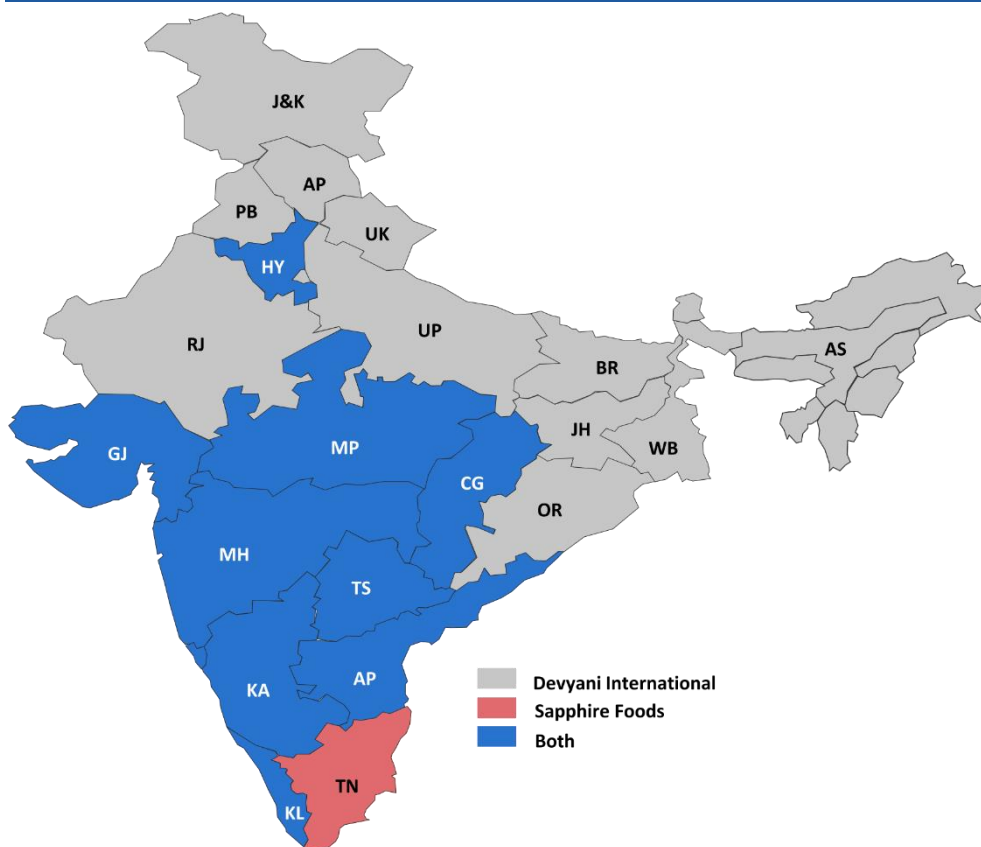 J&K
AP
PB
UK
HY
RJ
UP
BR
AS
JH
WB
GJ
MP
CG
OR
MH
TS
KA
AP
Devyani International
Sapphire Foods
Both
TN
KL